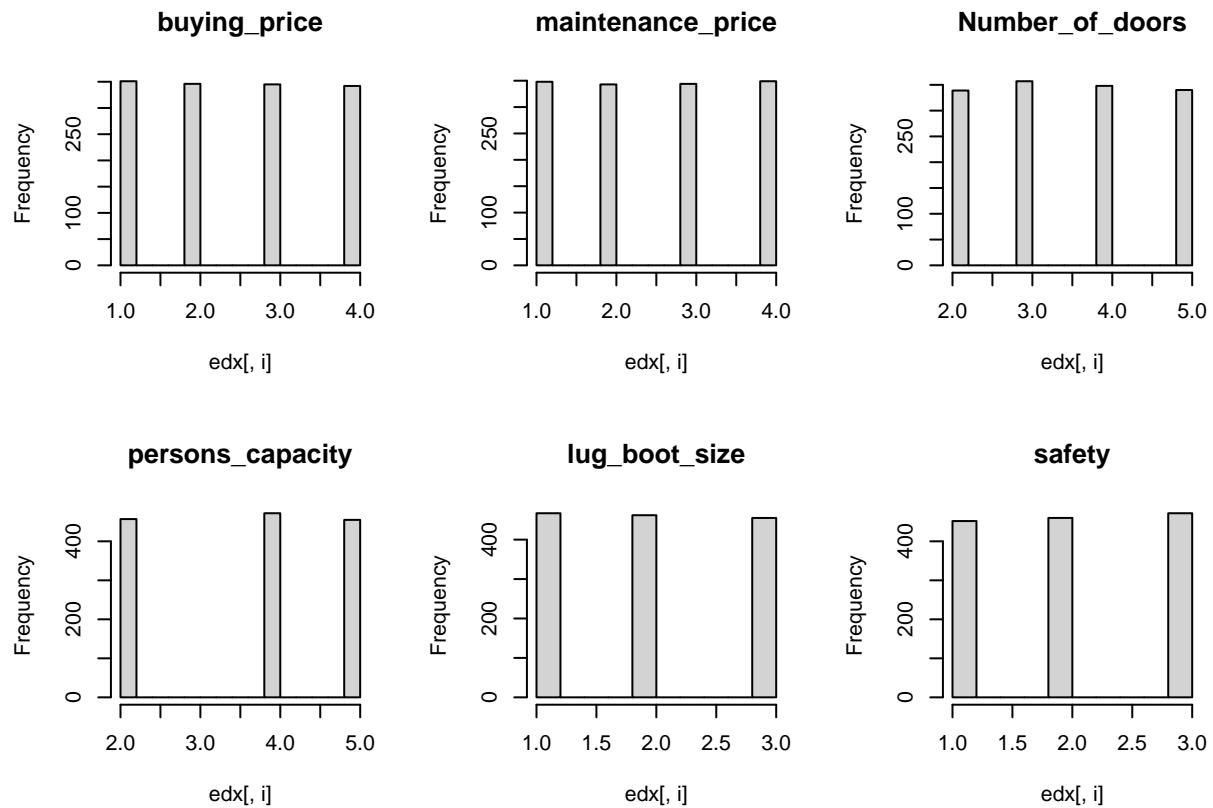 buying_price
Frequency
0
100
250
1.0 2.0 3.0 4.0
edx[, i]
maintenance_price
Frequency
0
100
250
1.0 2.0 3.0 4.0
edx[, i]
Number_of_doors
Frequency
0
100
250
2.0 3.0 4.0 5.0
edx[, i]
persons_capacity
Frequency
0
200
400
2.0 3.0 4.0 5.0
edx[, i]
lug_boot_size
Frequency
0
200
400
1.0 1.5 2.0 2.5 3.0
edx[, i]
safety
Frequency
0
200
400
1.0 1.5 2.0 2.5 3.0
edx[, i]